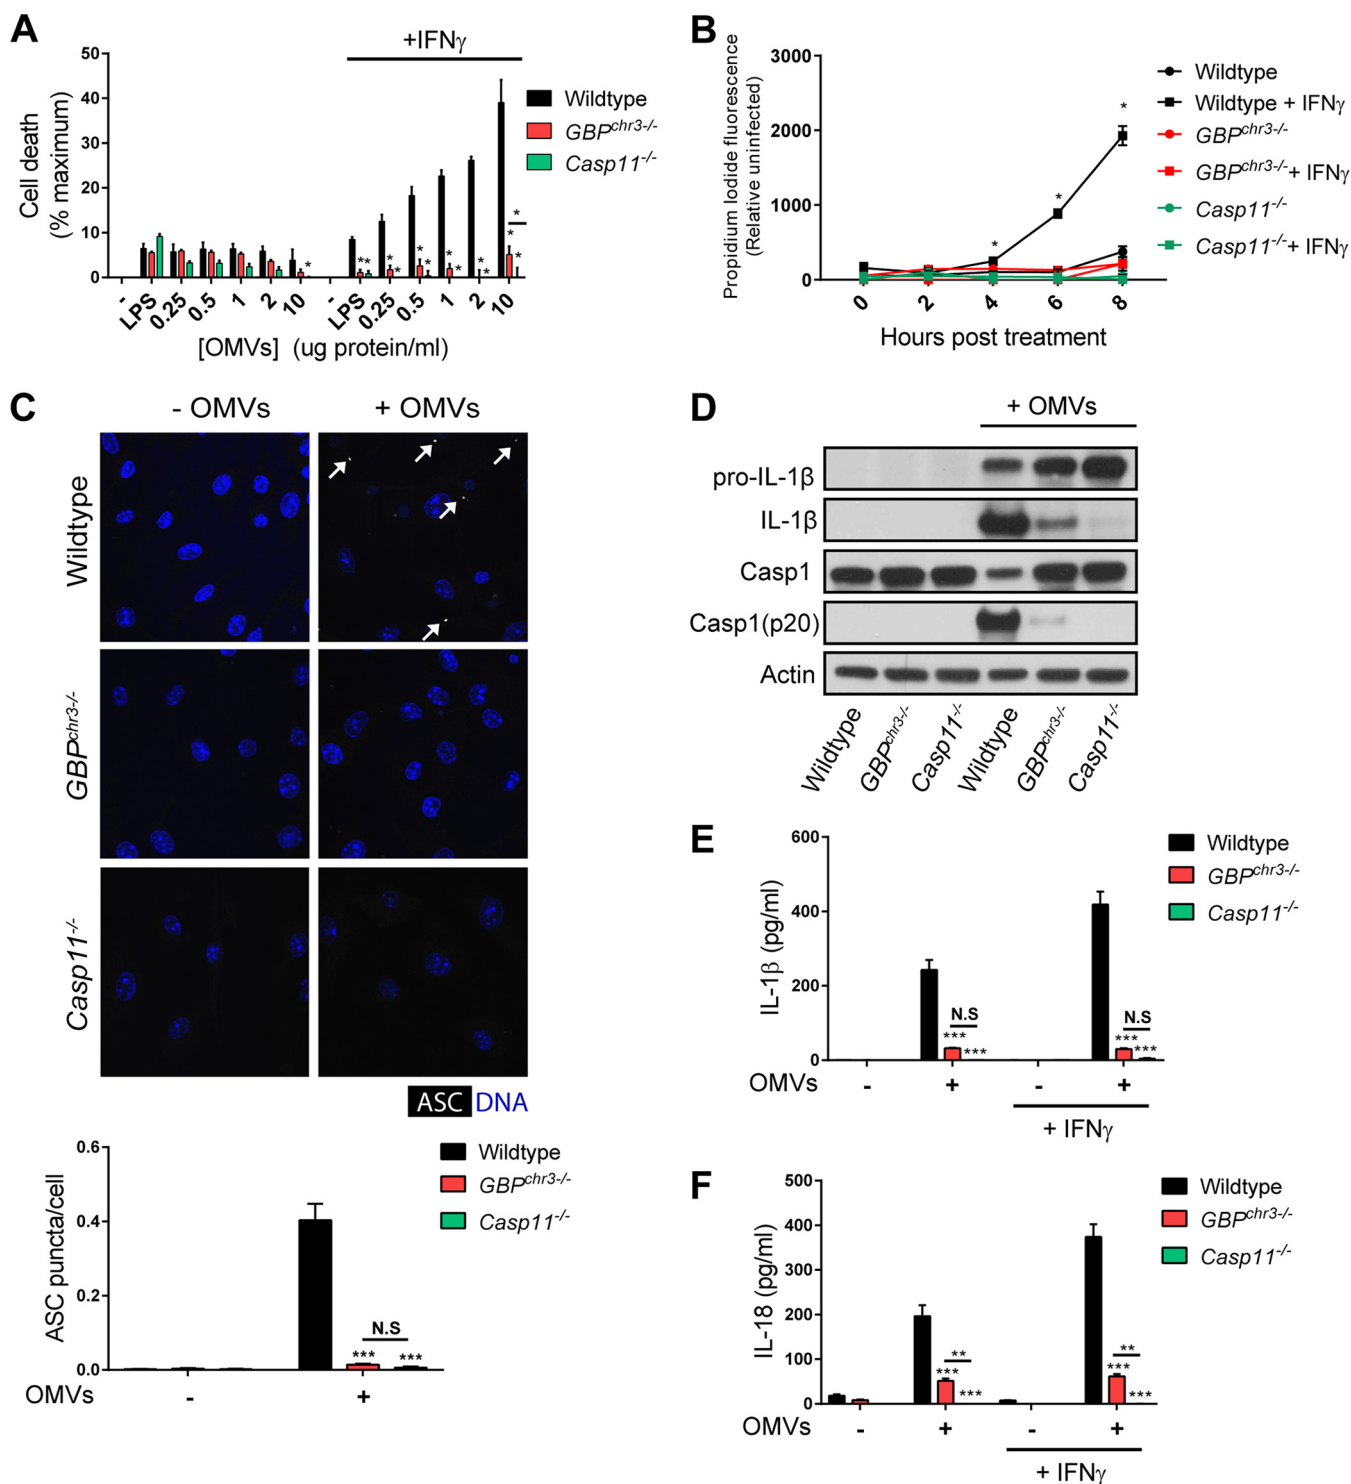 A
+IFNγ
50
40
30
20
10
0
Cell death
(% maximum)
Wildtype
GBPchr3-/-
Casp11-/-
* * * * * * * * * * * * * *
- LPS 0.25 0.5 1 2 10 - LPS 0.25 0.5 1 2 10
[OMVs] (ug protein/ml)
B
3000
2000
1000
0
Propidium Iodide fluorescence
(Relative uninfected)
* * *
0 2 4 6 8
Hours post treatment
Wildtype
Wildtype + IFNγ
GBPchr3-/-
GBPchr3-/-+ IFNγ
Casp11-/-
Casp11-/-+ IFNγ
C
- OMVs + OMVs
Wildtype
GBPchr3-/-
Casp11-/-
ASC DNA
0.6
0.4
0.2
0.0
ASC puncta/cell
Wildtype
GBPchr3-/-
Casp11-/-
N.S
*** ***
OMVs - +
D
+ OMVs
pro-IL-1β
IL-1β
Casp1
Casp1(p20)
Actin
Wildtype GBPchr3-/- Casp11-/- Wildtype GBPchr3-/- Casp11-/-
E
600
400
200
0
IL-1β (pg/ml)
Wildtype
GBPchr3-/-
Casp11-/-
N.S N.S
*** *** *** ***
OMVs - + - +
+ IFNγ
F
500
400
300
200
100
0
IL-18 (pg/ml)
Wildtype
GBPchr3-/-
Casp11-/-
** **
*** *** *** ***
OMVs - + - +
+ IFNγ